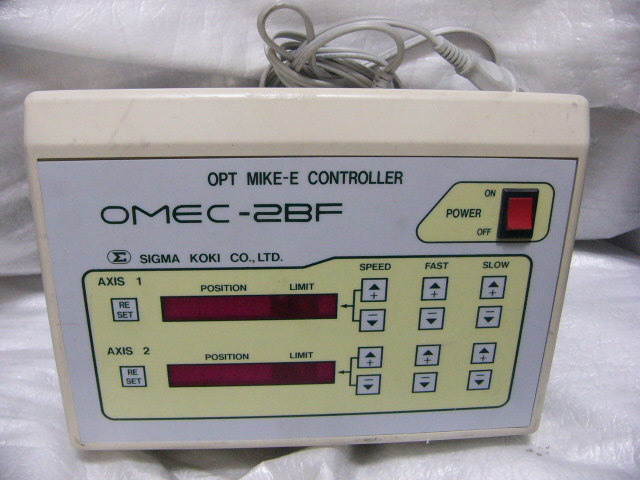 OPT MIKE-E CONTROLLER
OMEC-2BF
ON
POWER
OFF
Σ SIGMA KOKI CO.,LTD.
SPEED FAST SLOW
AXIS 1
POSITION LIMIT
RE
SET
+ + +
− − −
AXIS 2
POSITION LIMIT
RE
SET
+ + +
− − −